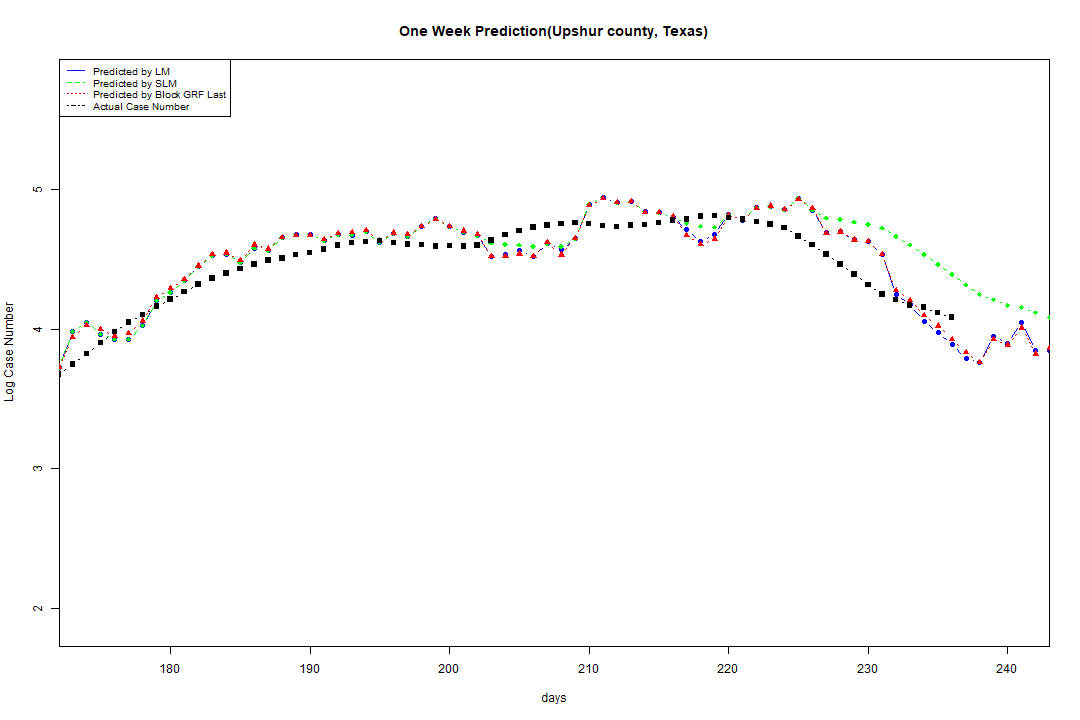 One Week Prediction(Upshur county, Texas)
Predicted by LM
Predicted by SLM
Predicted by Block GRF Last
Actual Case Number
5
4
3
2
Log Case Number
180 190 200 210 220 230 240
days